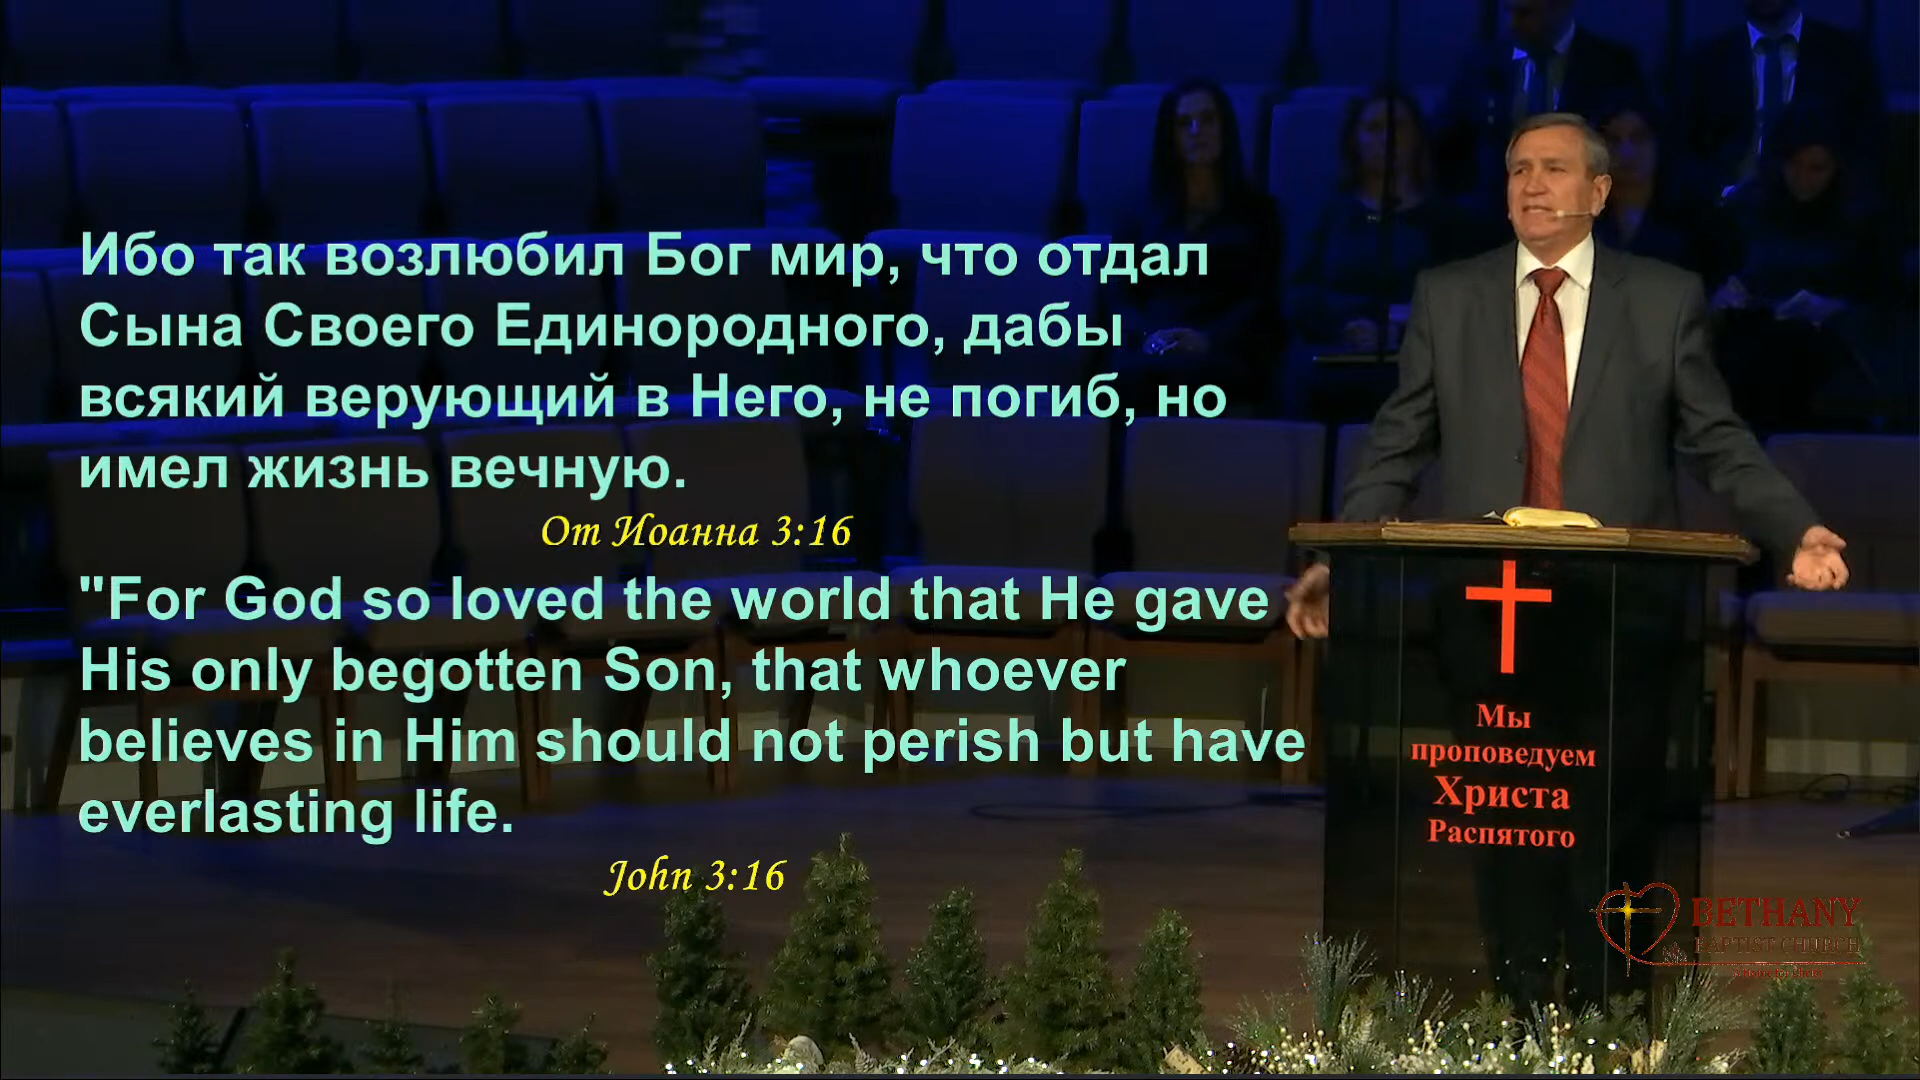 Ибо так возлюбил Бог мир, что отдал
Сына Своего Единородного, дабы
всякий верующий в Него, не погиб, но
имел жизнь вечную.
От Иоанна 3:16
"For God so loved the world that He gave
His only begotten Son, that whoever
believes in Him should not perish but have
everlasting life.
John 3:16
Мы
проповедуем
Христа
Распятого
BETHANY
BAPTIST CHURCH